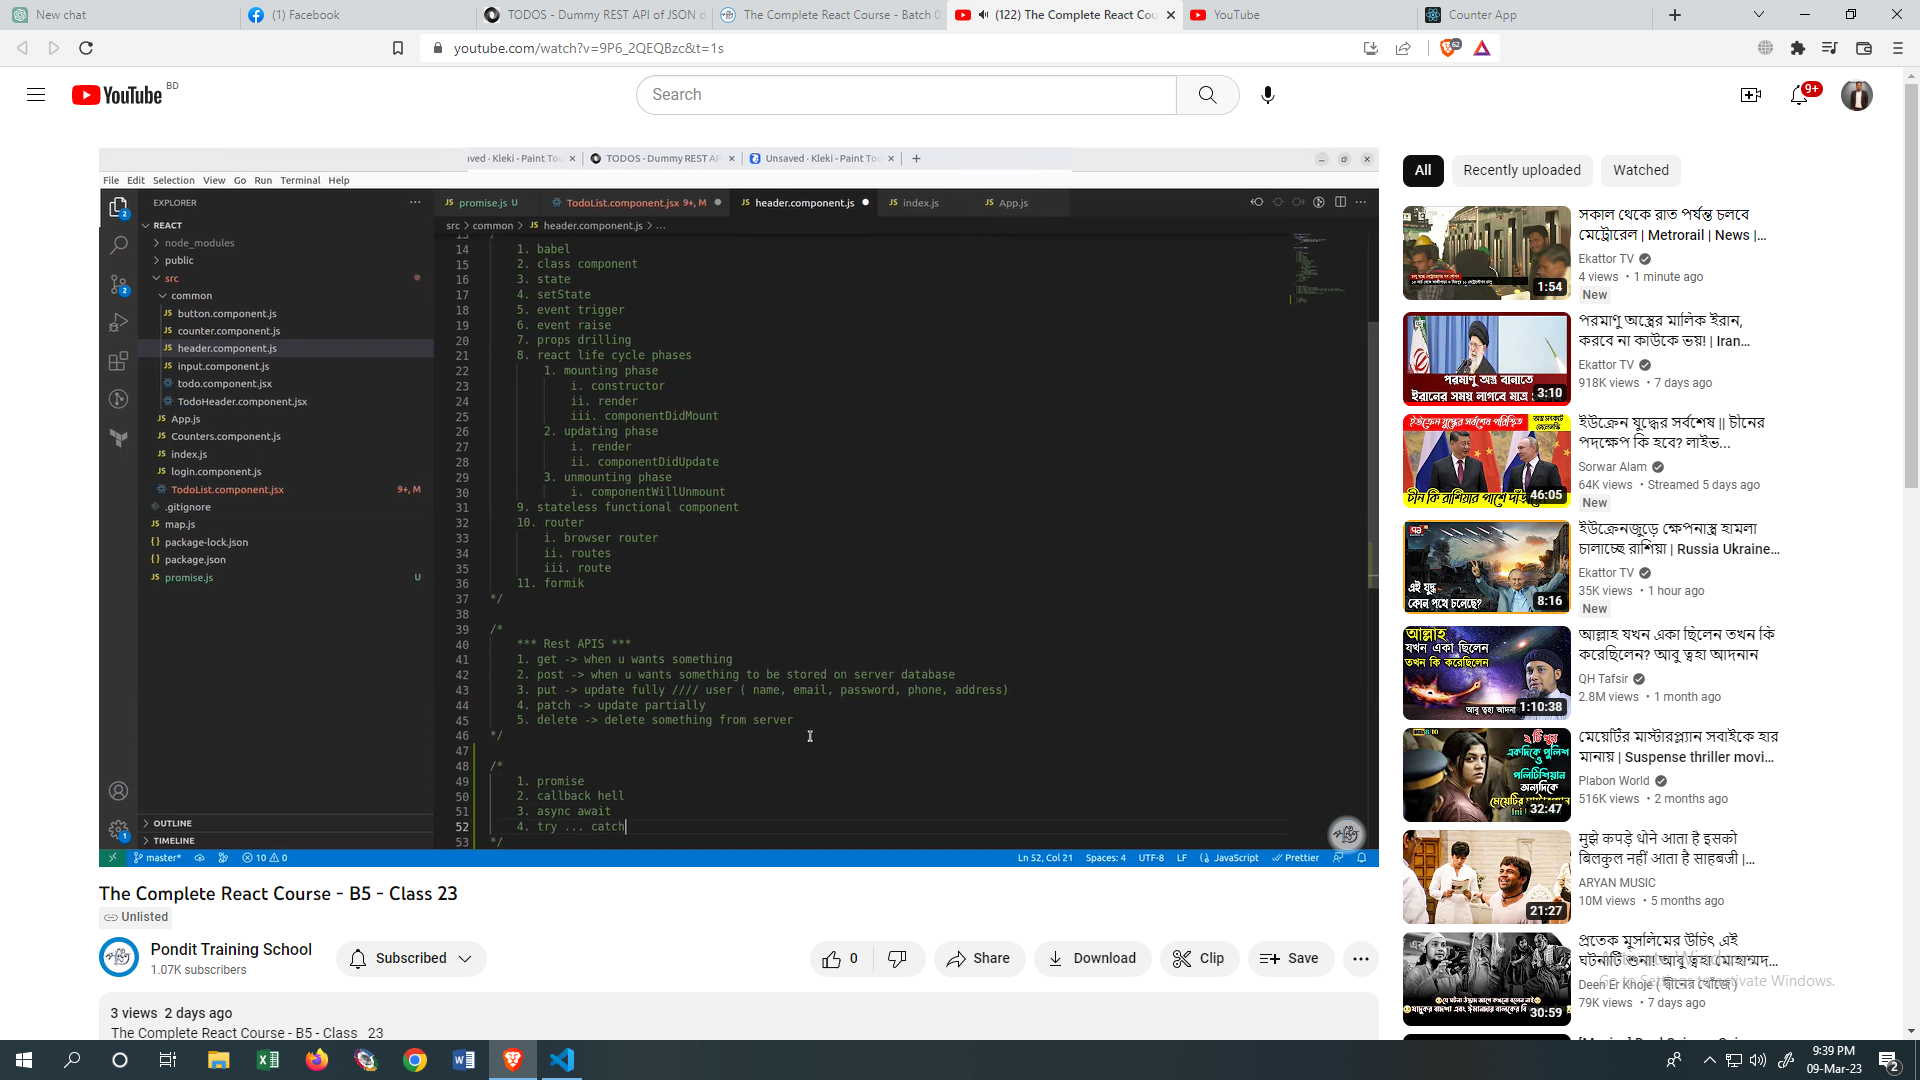 New chat
(1) Facebook
TODOS - Dummy REST API of JSON d
The Complete React Course - Batch 0
(122) The Complete React Cou
YouTube
Counter App
youtube.com/watch?v=9P6_2QEQBzc&t=1s
62
YouTube BD
Search
9+
aved · Kleki - Paint Too
TODOS - Dummy REST AP
Unsaved · Kleki - Paint Too
File Edit Selection View Go Run Terminal Help
EXPLORER
REACT
node_modules
public
src
common
button.component.js
counter.component.js
header.component.js
input.component.js
todo.component.jsx
TodoHeader.component.jsx
App.js
Counters.component.js
index.js
login.component.js
TodoList.component.jsx 9+, M
.gitignore
map.js
package-lock.json
package.json
promise.js U
OUTLINE
TIMELINE
promise.js U
TodoList.component.jsx 9+, M
header.component.js
index.js
App.js
src > common > JS header.component.js > ...
13
14 1. babel
15 2. class component
16 3. state
17 4. setState
18 5. event trigger
19 6. event raise
20 7. props drilling
21 8. react life cycle phases
22 1. mounting phase
23 i. constructor
24 ii. render
25 iii. componentDidMount
26 2. updating phase
27 i. render
28 ii. componentDidUpdate
29 3. unmounting phase
30 i. componentWillUnmount
31 9. stateless functional component
32 10. router
33 i. browser router
34 ii. routes
35 iii. route
36 11. formik
37 */
38
39 /*
40 *** Rest APIS ***
41 1. get -> when u wants something
42 2. post -> when u wants something to be stored on server database
43 3. put -> update fully //// user ( name, email, password, phone, address)
44 4. patch -> update partially
45 5. delete -> delete something from server
46 */
47
48 /*
49 1. promise
50 2. callback hell
51 3. async await
52 4. try ... catch
53 */
master* 10 0 Ln 52, Col 21 Spaces: 4 UTF-8 LF JavaScript Prettier
The Complete React Course - B5 - Class 23
Unlisted
Pondit Training School
1.07K subscribers
Subscribed
0
Share
Download
Clip
Save
3 views 2 days ago
The Complete React Course - B5 - Class 23
All
Recently uploaded
Watched
1:54
সকাল থেকে রাত পর্যন্ত চলবে
মেট্রোরেল | Metrorail | News |...
Ekattor TV
4 views • 1 minute ago
New
পরমাণু অস্ত্র বানাতে
3:10
পরমাণু অস্ত্রের মালিক ইরান,
করবে না কাউকে ভয়! | Iran...
Ekattor TV
918K views • 7 days ago
46:05
ইউক্রেন যুদ্ধের সর্বশেষ || চীনের
পদক্ষেপ কি হবে? লাইভ...
Sorwar Alam
64K views • Streamed 5 days ago
New
এই যুদ্ধ
কোন পথে চলেছে?
8:16
ইউক্রেনজুড়ে ক্ষেপনাস্ত্র হামলা
চালাচ্ছে রাশিয়া | Russia Ukraine...
Ekattor TV
35K views • 1 hour ago
New
আল্লাহ
যখন একা ছিলেন
তখন কি করেছিলেন
1:10:38
আল্লাহ যখন একা ছিলেন তখন কি
করেছিলেন? আবু ত্বহা আদনান
QH Tafsir
2.8M views • 1 month ago
32:47
মেয়েটির মাস্টারপ্ল্যান সবাইকে হার
মানায় | Suspense thriller movi...
Plabon World
516K views • 2 months ago
21:27
मुझे कपड़े धोने आता है इसको
बिलकुल नहीं आता है साहबजी |...
ARYAN MUSIC
10M views • 5 months ago
30:59
প্রতেক মুসলিমের উচিৎ এই
ঘটনাটি শুনা! আবু ত্বহা মোহাম্মদ...
Deen Er Khoje ( দ্বীনের খোঁজে )
79K views • 7 days ago
Activate Windows
Go to Settings to activate Windows.
9:39 PM
09-Mar-23
2